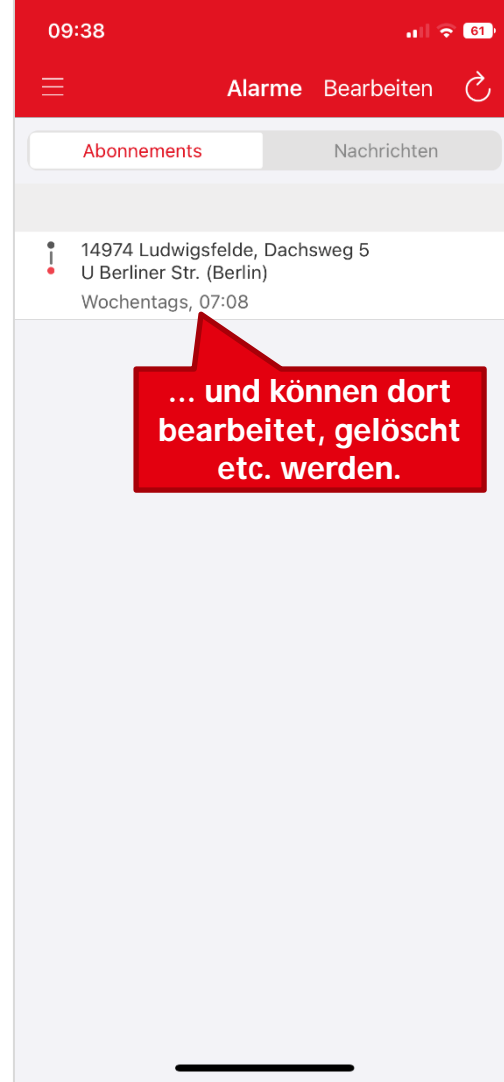 09:38
61
Alarme Bearbeiten
Abonnements Nachrichten
14974 Ludwigsfelde, Dachsweg 5
U Berliner Str. (Berlin)
Wochentags, 07:08
... und können dort
bearbeitet, gelöscht
etc. werden.